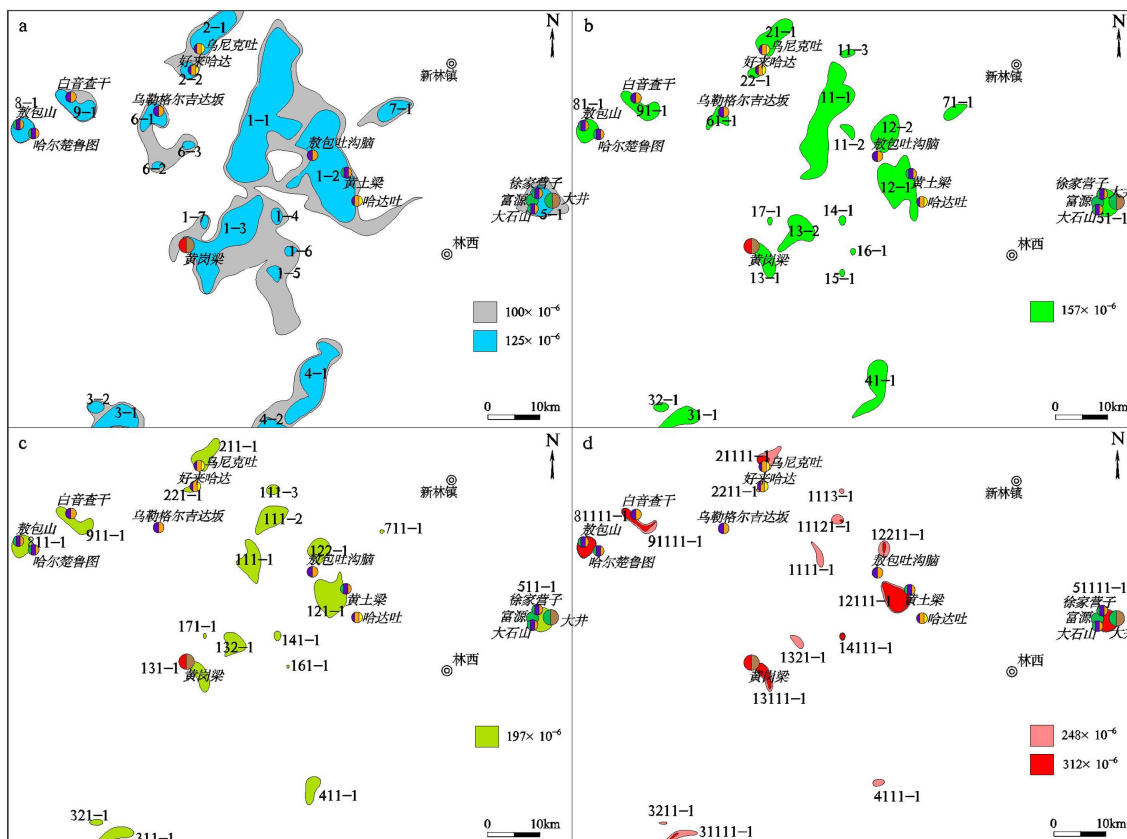 a
2-1
乌尼克吐
好来哈达
2-2
新林镇
N
白音查干
8-1
9-1
敖包山
哈尔楚鲁图
乌勒格尔吉达坂
6-1
6-3
6-2
1-1
7-1
敖包吐沟脑
1-2
黄土梁
哈达吐
徐家营子
富源
大井
大石山
5-1
1-7
1-3
1-4
1-6
1-5
黄岗梁
林西
100× 10⁻⁶
125× 10⁻⁶
4-1
3-2
3-1
4-2
0 10km
b
21-1
乌尼克吐
好来哈达
22-1
11-3
新林镇
N
白音查干
81-1
91-1
敖包山
哈尔楚鲁图
乌勒格尔吉达坂
61-1
11-1
11-2
12-2
71-1
敖包吐沟脑
12-1
黄土梁
哈达吐
徐家营子
富源
大井
大石山
51-1
17-1
14-1
13-2
16-1
15-1
黄岗梁
13-1
林西
157× 10⁻⁶
41-1
32-1
31-1
0 10km
c
211-1
乌尼克吐
好来哈达
221-1
111-3
新林镇
N
白音查干
911-1
敖包山
811-1
哈尔楚鲁图
乌勒格尔吉达坂
111-2
111-1
122-1
711-1
敖包吐沟脑
121-1
黄土梁
哈达吐
511-1
徐家营子
富源
大井
大石山
171-1
132-1
141-1
161-1
131-1
黄岗梁
林西
197× 10⁻⁶
411-1
321-1
311-1
0 10km
d
21111-1
乌尼克吐
好来哈达
2211-1
1113-1
新林镇
N
白音查干
81111-1
91111-1
敖包山
哈尔楚鲁图
乌勒格尔吉达坂
11121-1
1111-1
12211-1
敖包吐沟脑
12111-1
黄土梁
哈达吐
51111-1
徐家营子
富源
大井
大石山
1321-1
14111-1
黄岗梁
13111-1
林西
248× 10⁻⁶
312× 10⁻⁶
4111-1
3211-1
31111-1
0 10km